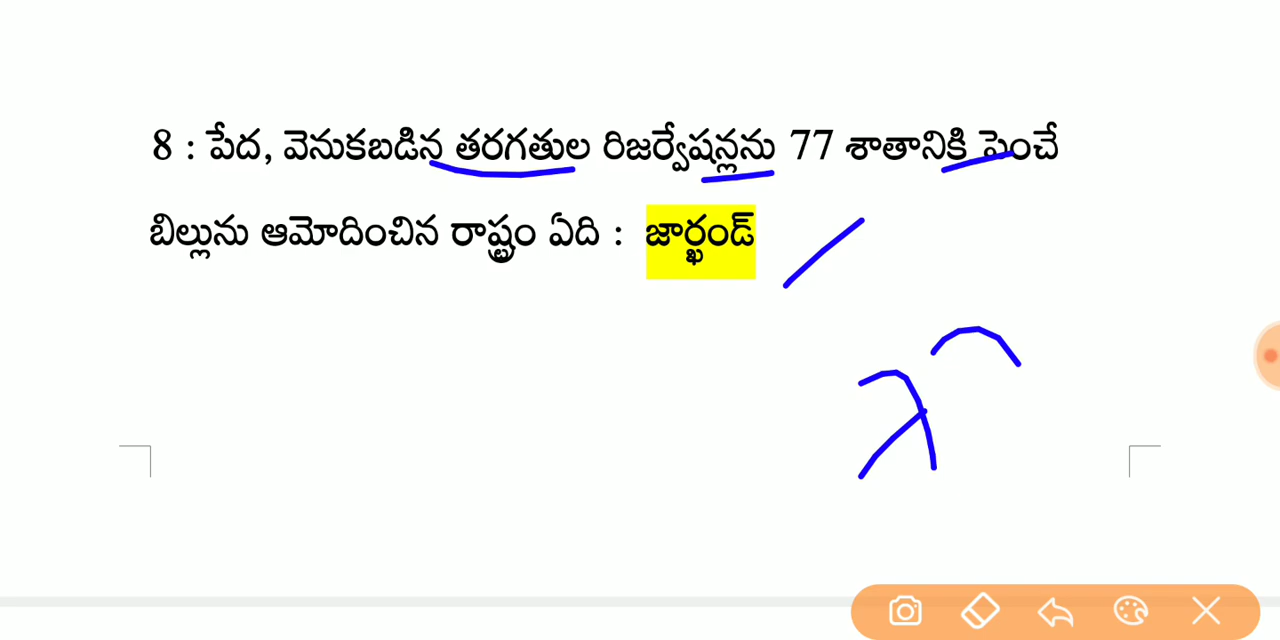 8 : పేద, వెనుకబడిన తరగతుల రిజర్వేషన్లను 77 శాతానికి పెంచే
బిల్లును ఆమోదించిన రాష్ట్రం ఏది : జార్ఖండ్